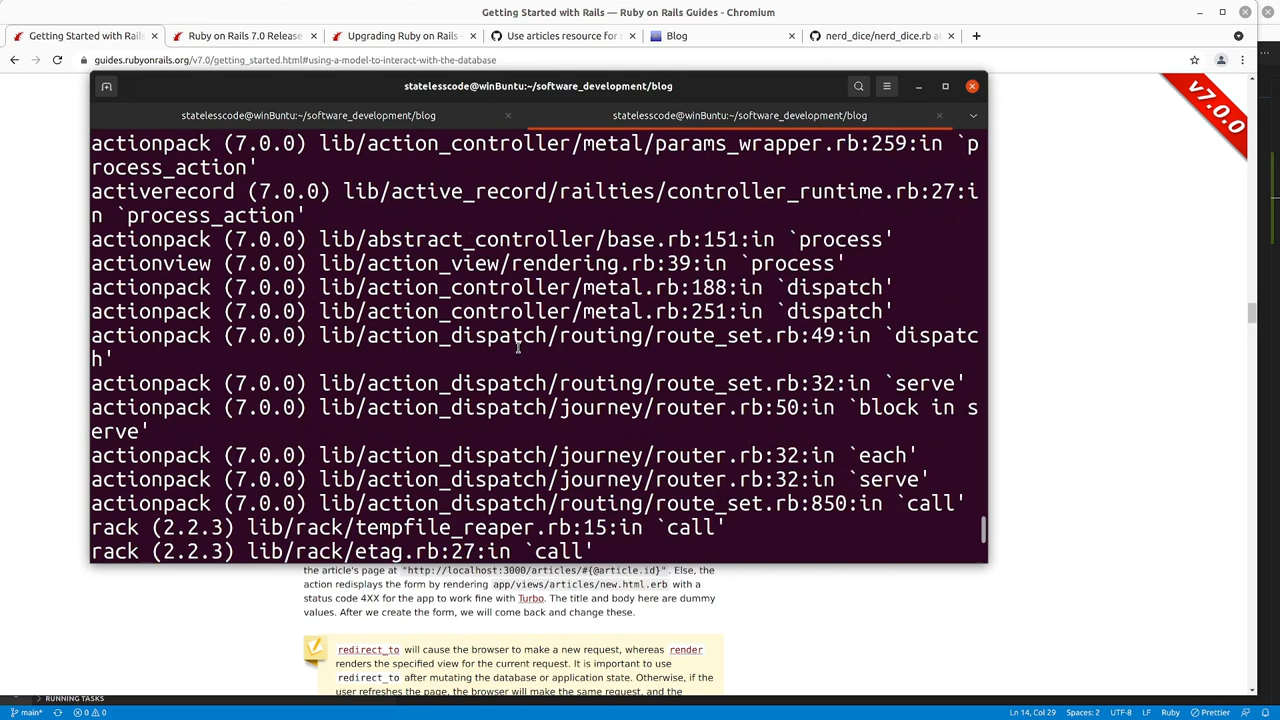 Getting Started with Rails — Ruby on Rails Guides - Chromium
Getting Started with Rails
Ruby on Rails 7.0 Release
Upgrading Ruby on Rails –
Use articles resource for
Blog
nerd_dice/nerd_dice.rb at
guides.rubyonrails.org/v7.0/getting_started.html#using-a-model-to-interact-with-the-database
statelesscode@winBuntu:~/software_development/blog
statelesscode@winBuntu:~/software_development/blog
statelesscode@winBuntu:~/software_development/blog
v7.0.0
actionpack (7.0.0) lib/action_controller/metal/params_wrapper.rb:259:in `p
rocess_action'
activerecord (7.0.0) lib/active_record/railties/controller_runtime.rb:27:i
n `process_action'
actionpack (7.0.0) lib/abstract_controller/base.rb:151:in `process'
actionview (7.0.0) lib/action_view/rendering.rb:39:in `process'
actionpack (7.0.0) lib/action_controller/metal.rb:188:in `dispatch'
actionpack (7.0.0) lib/action_controller/metal.rb:251:in `dispatch'
actionpack (7.0.0) lib/action_dispatch/routing/route_set.rb:49:in `dispatc
h'
actionpack (7.0.0) lib/action_dispatch/routing/route_set.rb:32:in `serve'
actionpack (7.0.0) lib/action_dispatch/journey/router.rb:50:in `block in s
erve'
actionpack (7.0.0) lib/action_dispatch/journey/router.rb:32:in `each'
actionpack (7.0.0) lib/action_dispatch/journey/router.rb:32:in `serve'
actionpack (7.0.0) lib/action_dispatch/routing/route_set.rb:850:in `call'
rack (2.2.3) lib/rack/tempfile_reaper.rb:15:in `call'
rack (2.2.3) lib/rack/etag.rb:27:in `call'
the article's page at "http://localhost:3000/articles/#{@article.id}". Else, the
action redisplays the form by rendering app/views/articles/new.html.erb with a
status code 4XX for the app to work fine with Turbo. The title and body here are dummy
values. After we create the form, we will come back and change these.
redirect_to will cause the browser to make a new request, whereas render
renders the specified view for the current request. It is important to use
redirect_to after mutating the database or application state. Otherwise, if the
user refreshes the page, the browser will make the same request, and the
RUNNING TASKS
main* 0 0 Ln 14, Col 29 Spaces: 2 UTF-8 LF Ruby Prettier